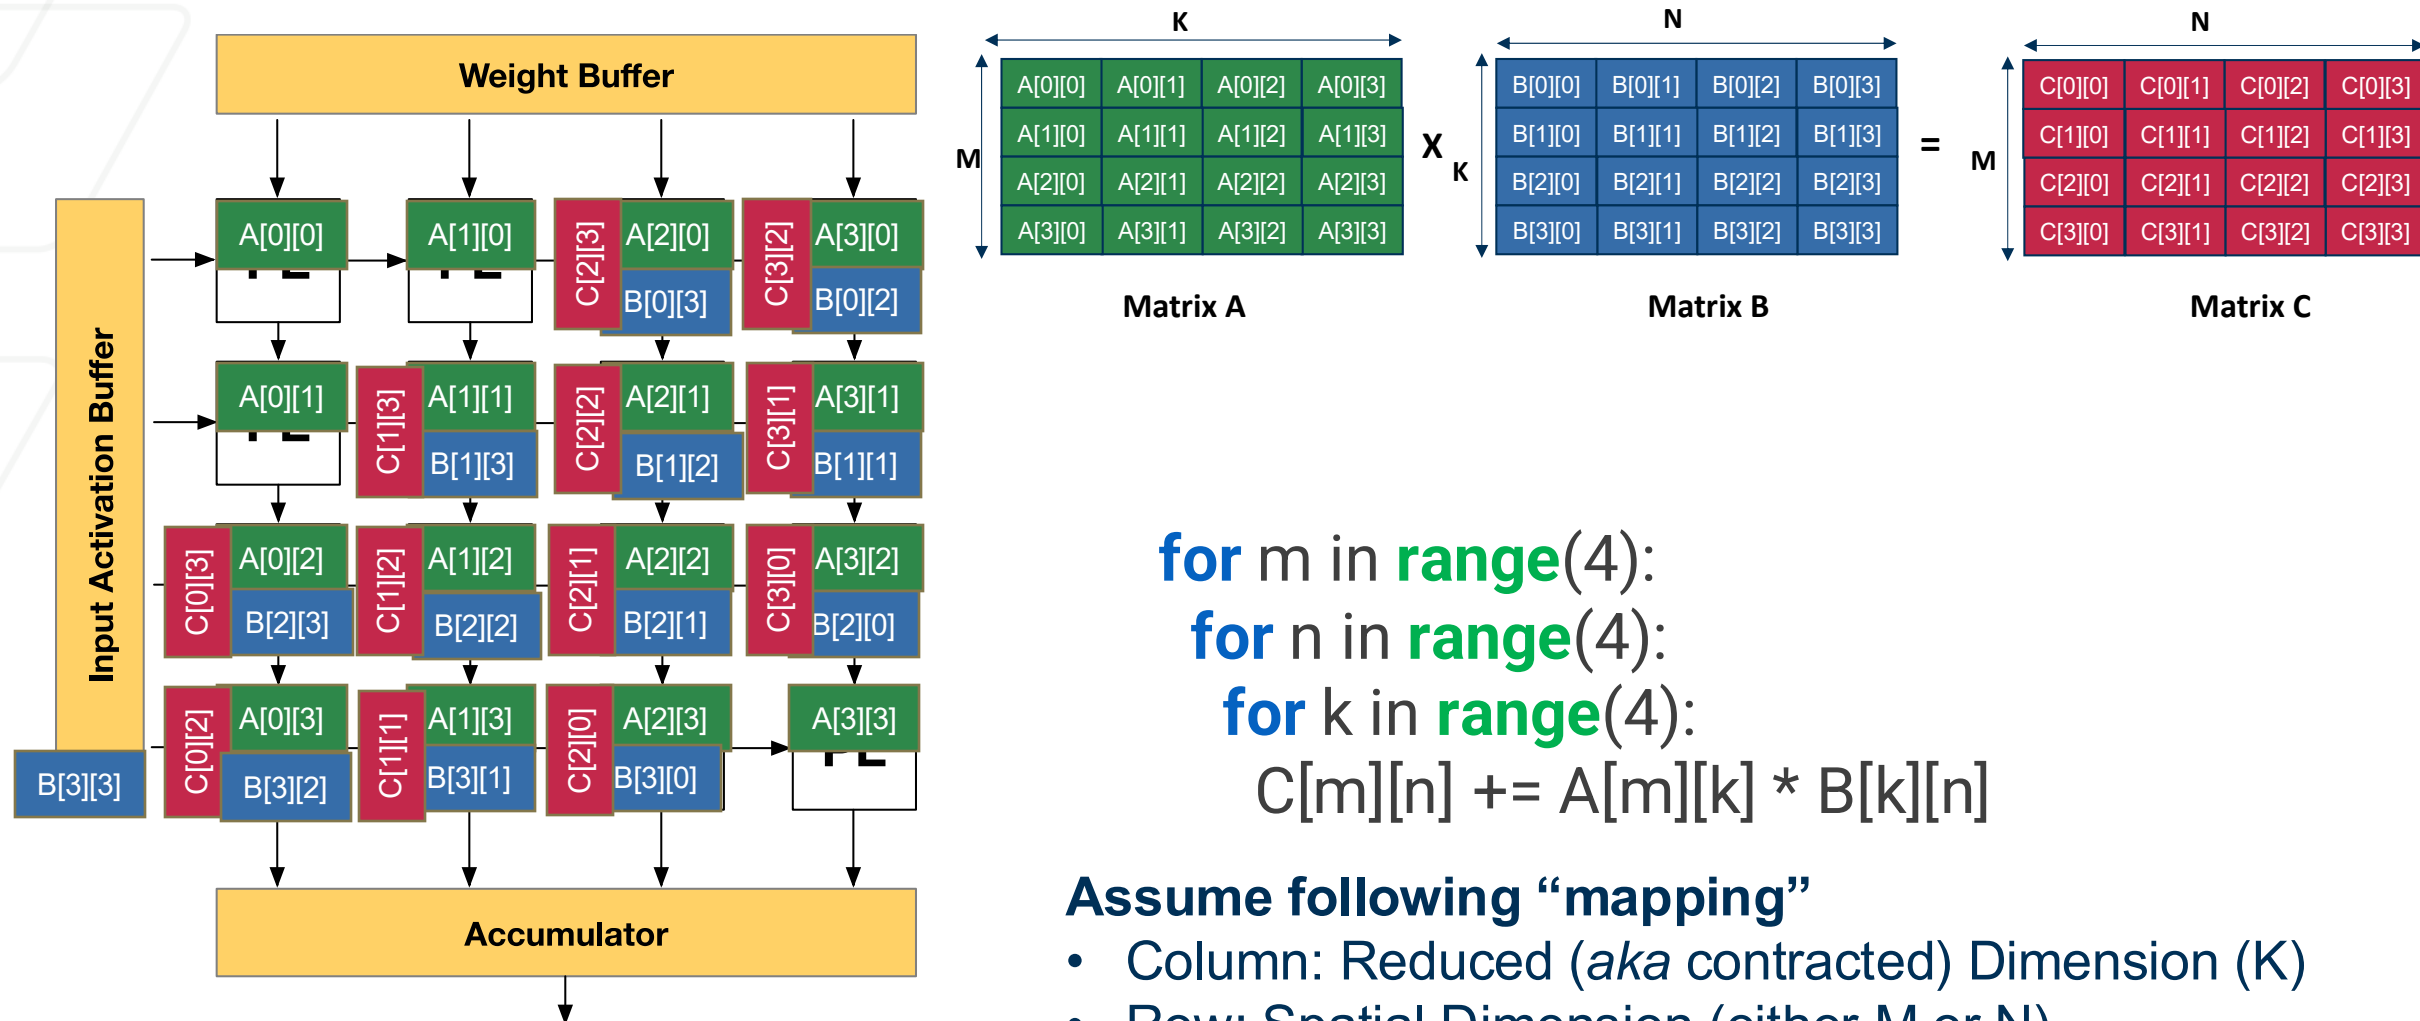 Weight Buffer
Input Activation Buffer
A[0][0] A[1][0] C[2][3] A[2][0] C[3][2] A[3][0]
B[0][3] B[0][2]
A[0][1] C[1][3] A[1][1] C[2][2] A[2][1] C[3][1] A[3][1]
B[1][3] B[1][2] B[1][1]
C[0][3] A[0][2] C[1][2] A[1][2] C[2][1] A[2][2] C[3][0] A[3][2]
B[2][3] B[2][2] B[2][1] B[2][0]
C[0][2] A[0][3] C[1][1] A[1][3] C[2][0] A[2][3] A[3][3]
B[3][3] B[3][2] B[3][1] B[3][0]
Accumulator
K
M
A[0][0] A[0][1] A[0][2] A[0][3]
A[1][0] A[1][1] A[1][2] A[1][3]
A[2][0] A[2][1] A[2][2] A[2][3]
A[3][0] A[3][1] A[3][2] A[3][3]
Matrix A
X
N
K
B[0][0] B[0][1] B[0][2] B[0][3]
B[1][0] B[1][1] B[1][2] B[1][3]
B[2][0] B[2][1] B[2][2] B[2][3]
B[3][0] B[3][1] B[3][2] B[3][3]
Matrix B
=
N
M
C[0][0] C[0][1] C[0][2] C[0][3]
C[1][0] C[1][1] C[1][2] C[1][3]
C[2][0] C[2][1] C[2][2] C[2][3]
C[3][0] C[3][1] C[3][2] C[3][3]
Matrix C
for m in range(4):
for n in range(4):
for k in range(4):
C[m][n] += A[m][k] * B[k][n]
Assume following “mapping”
• Column: Reduced (aka contracted) Dimension (K)
• Row: Spatial Dimension (either M or N)